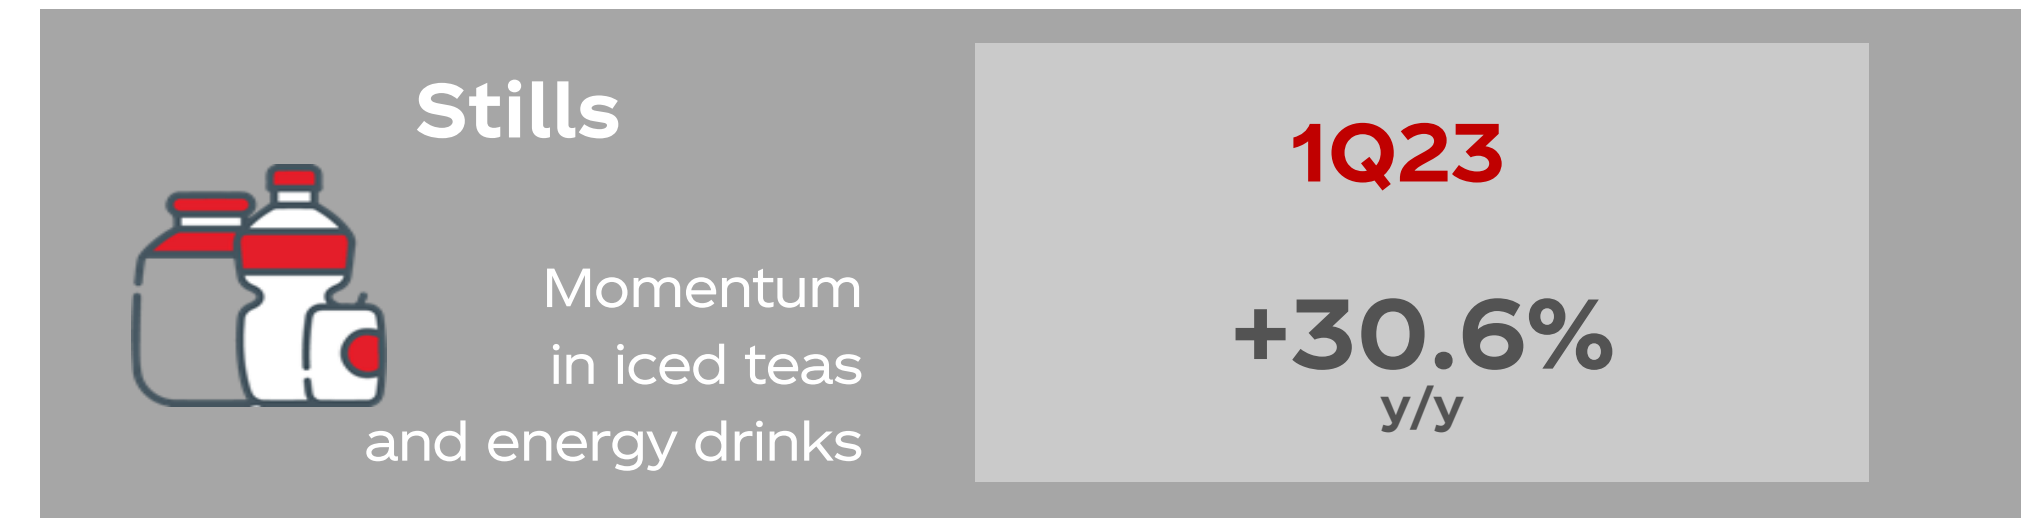 Stills
Momentum
in iced teas
and energy drinks
1Q23
+30.6%
y/y